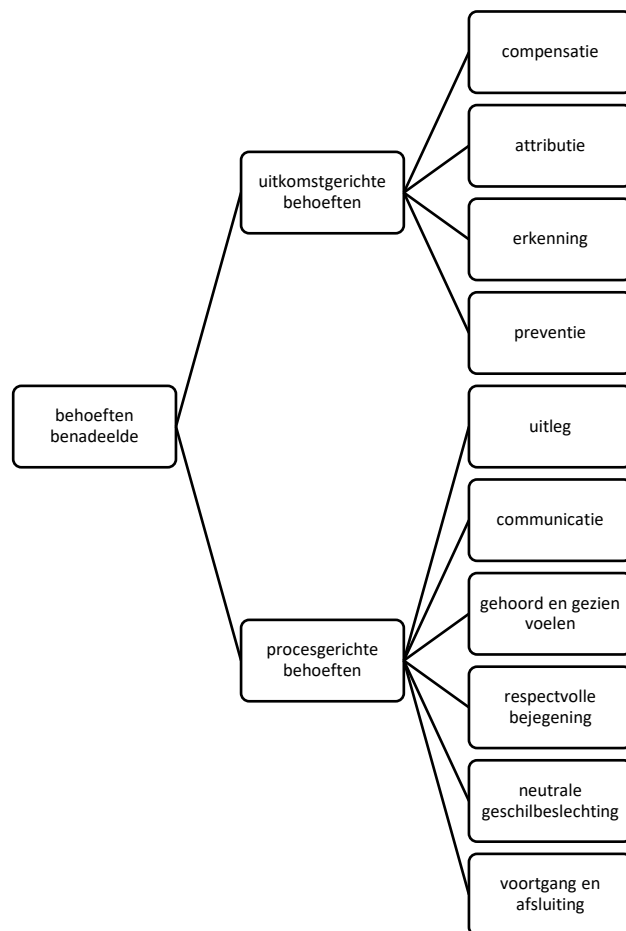 compensatie
attributie
uitkomstgerichte
behoeften
erkenning
preventie
behoeften
benadeelde
uitleg
communicatie
gehoord en gezien
voelen
procesgerichte
behoeften
respectvolle
bejegening
neutrale
geschilbeslechting
voortgang en
afsluiting